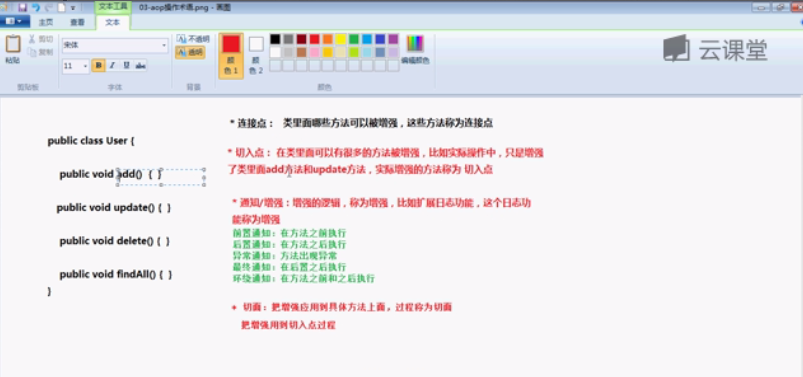 文本工具
03-aop操作术语.png - 画图
主页 查看 文本
粘贴
剪切
复制
剪贴板
宋体
11
B I U abc
字体
不透明
透明
背景
颜色 1
颜色 2
编辑颜色
颜色
云课堂
public class User {
public void add() { }
public void update() { }
public void delete() { }
public void findAll() { }
}
* 连接点： 类里面哪些方法可以被增强，这些方法称为连接点
* 切入点： 在类里面可以有很多的方法被增强，比如实际操作中，只是增强
了类里面add方法和update方法，实际增强的方法称为 切入点
* 通知/增强：增强的逻辑，称为增强，比如扩展日志功能，这个日志功
能称为增强
前置通知：在方法之前执行
后置通知：在方法之后执行
异常通知：方法出现异常
最终通知：在后置之后执行
环绕通知：在方法之前和之后执行
* 切面：把增强应用到具体方法上面，过程称为切面
把增强用到切入点过程